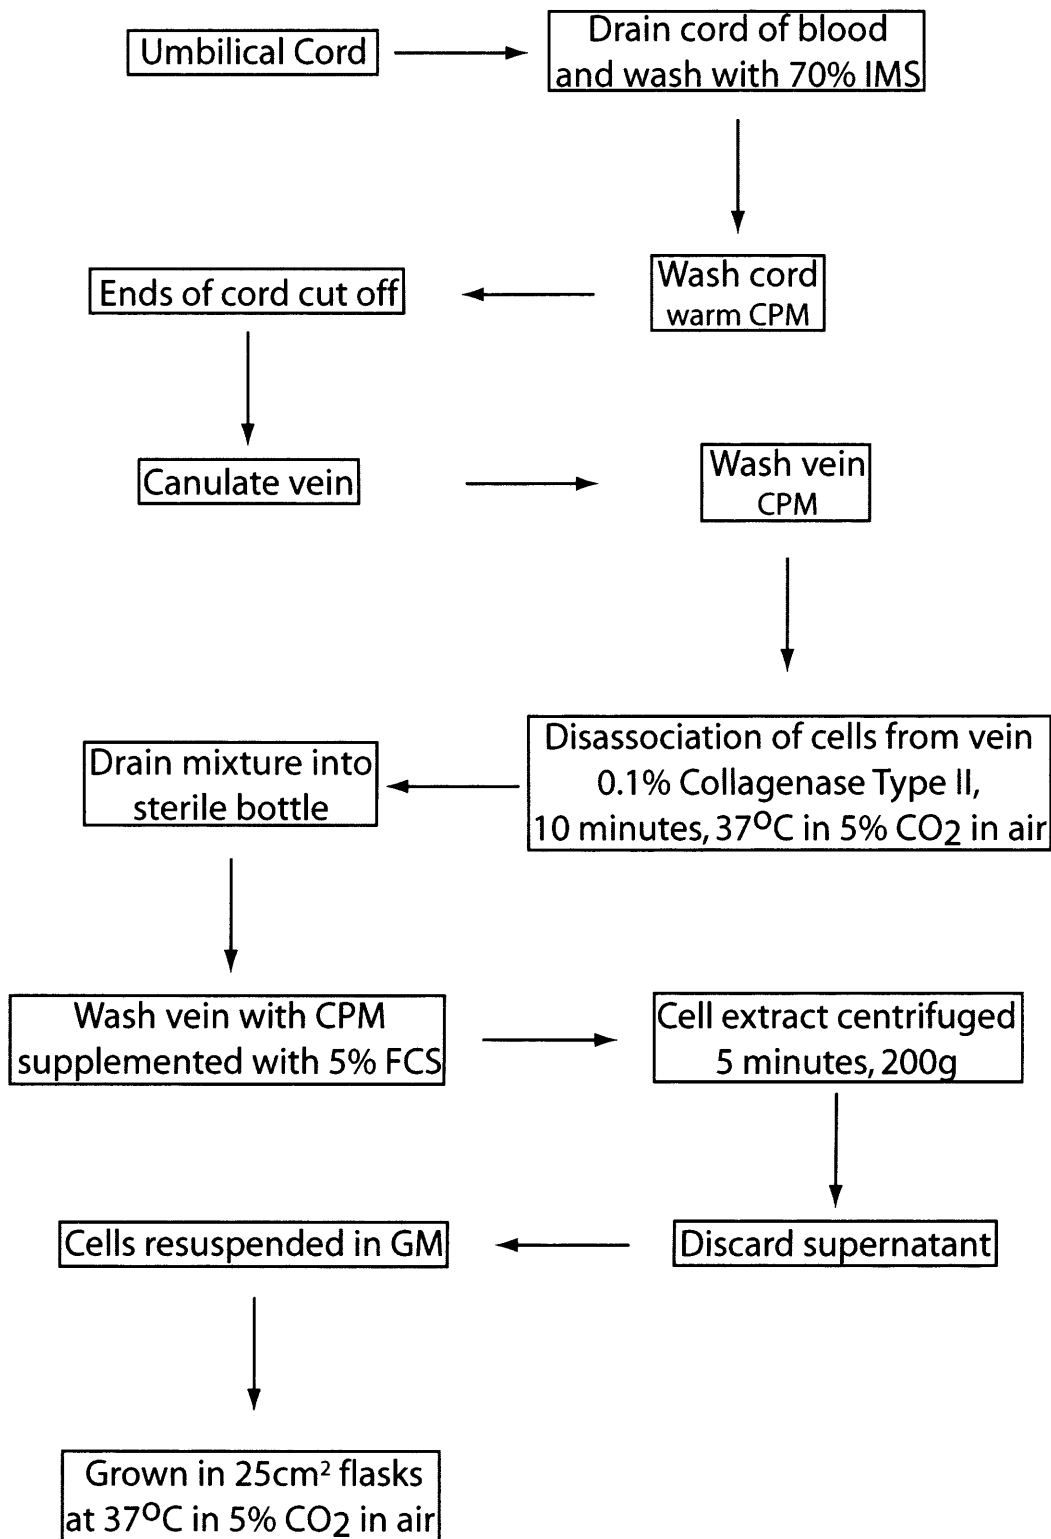 Umbilical Cord
Drain cord of blood
and wash with 70% IMS
Wash cord
warm CPM
Ends of cord cut off
Canulate vein
Wash vein
CPM
Disassociation of cells from vein
0.1% Collagenase Type II,
10 minutes, 37ºC in 5% CO2 in air
Drain mixture into
sterile bottle
Wash vein with CPM
supplemented with 5% FCS
Cell extract centrifuged
5 minutes, 200g
Discard supernatant
Cells resuspended in GM
Grown in 25cm² flasks
at 37ºC in 5% CO2 in air